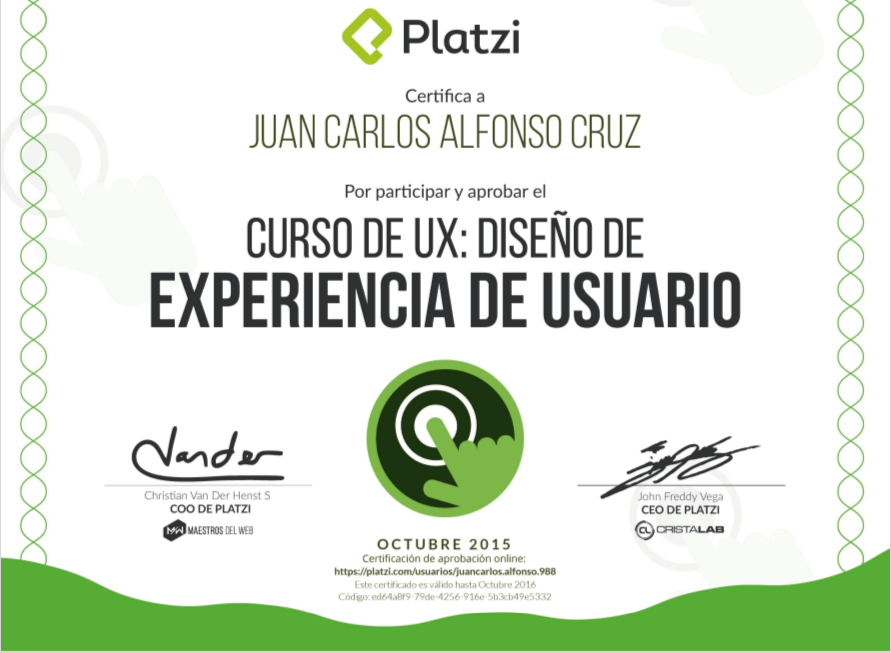 Platzi
Certifica a
JUAN CARLOS ALFONSO CRUZ
Por participar y aprobar el
CURSO DE UX: DISEÑO DE
EXPERIENCIA DE USUARIO
Vander
Christian Van Der Henst S
COO DE PLATZI
MAESTROS DEL WEB
John Freddy Vega
CEO DE PLATZI
CL CRISTALAB
OCTUBRE 2015
Certificación de aprobación online:
https://platzi.com/usuarios/juancarlos.alfonso.988
Este certificado es válido hasta Octubre 2016
Código: ed64a8f9-79de-4256-916e-5b3cb49e5332